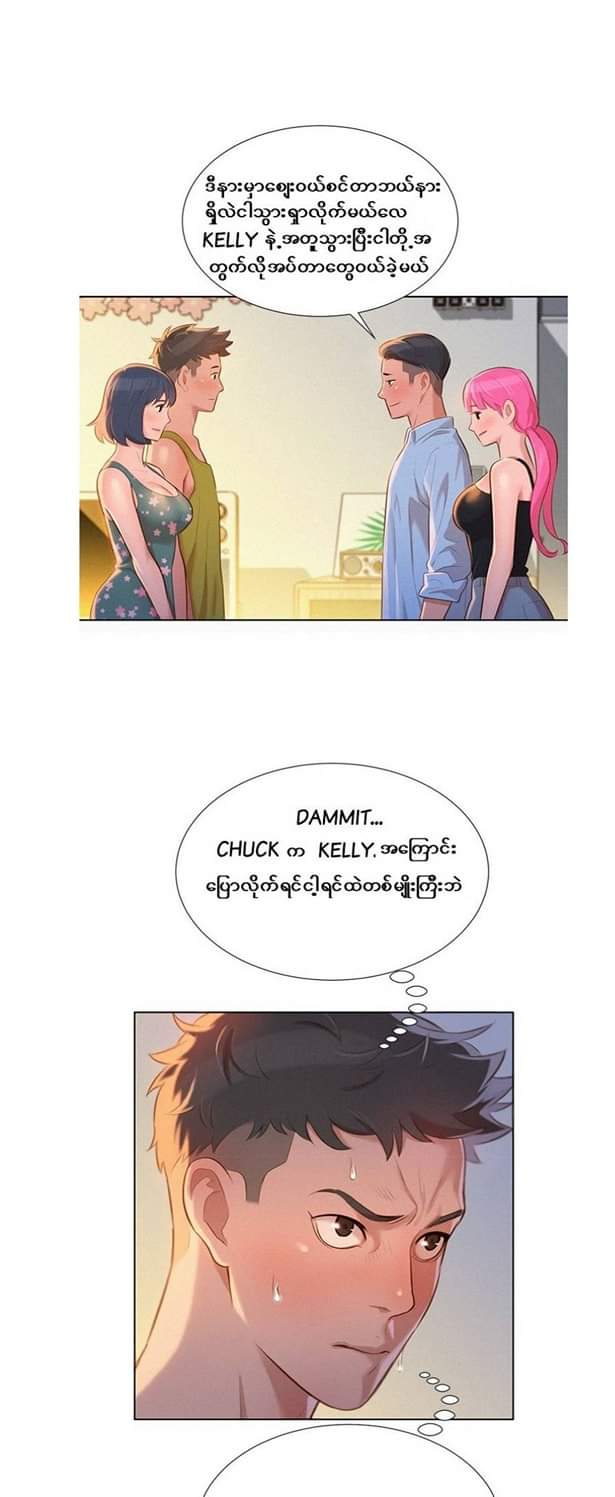 ဒီနားမှာဈေးဝယ်စင်တာဘယ်နား
ရှိလဲငါသွားရှာလိုက်မယ်လေ
KELLY နဲ့အတူသွားပြီးငါတို့အ
တွက်လိုအပ်တာတွေဝယ်ခဲ့မယ်
DAMMIT...
CHUCK က KELLY အကြောင်း
ပြောလိုက်ရင်ငါ့ရင်ထဲတစ်မျိုးကြီးဘဲ